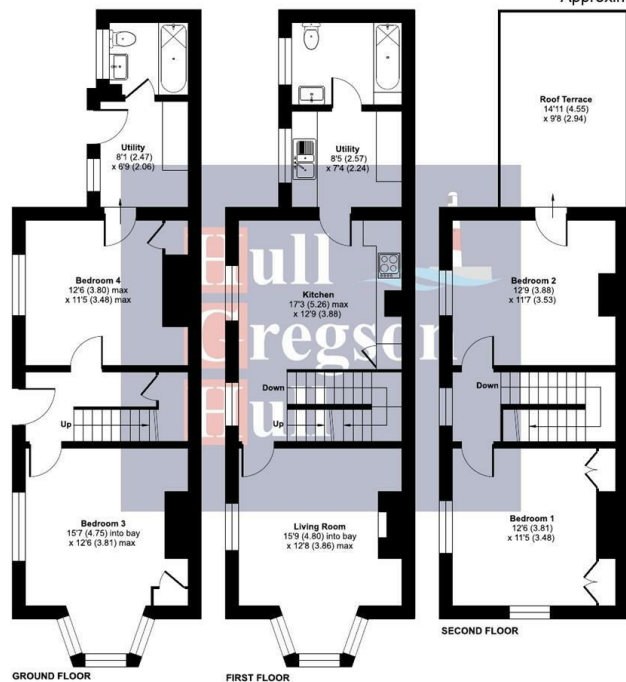 Approxim
Utility
8'1 (2.47)
x 6'9 (2.06)
Utility
8'5 (2.57)
x 7'4 (2.24)
Roof Terrace
14'11 (4.55)
x 9'8 (2.94)
Bedroom 4
12'6 (3.80) max
x 11'5 (3.48) max
Kitchen
17'3 (5.26) max
x 12'9 (3.88)
Bedroom 2
12'9 (3.88)
x 11'7 (3.53)
Hull
Gregson
Hull
Up
Down
Up
Down
Bedroom 3
15'7 (4.75) into bay
x 12'6 (3.81) max
Living Room
15'9 (4.80) into bay
x 12'8 (3.86) max
Bedroom 1
12'6 (3.81)
x 11'5 (3.48)
GROUND FLOOR
FIRST FLOOR
SECOND FLOOR